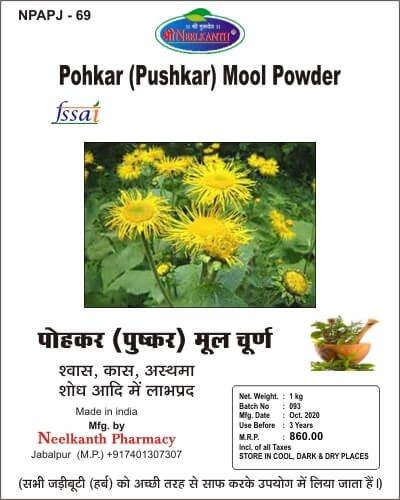 NPAPJ - 69
॥ श्री गुरूदेव ॥
श्री NEELKANTH ®
Pohkar (Pushkar) Mool Powder
fssai
पोहकर (पुष्कर) मूल चूर्ण
श्वास, कास, अस्थमा
शोध आदि में लाभप्रद
Made in india
Mfg. by
Neelkanth Pharmacy
Jabalpur (M.P.) +917401307307
Net. Weight. : 1 kg
Batch No : 093
Mfg. Date : Oct. 2020
Use Before : 3 Years
M.R.P. : 860.00
Incl. of all Taxes
STORE IN COOL, DARK & DRY PLACES
(सभी जड़ीबूटी (हर्ब) को अच्छी तरह से साफ करके उपयोग में लिया जाता हैं।)